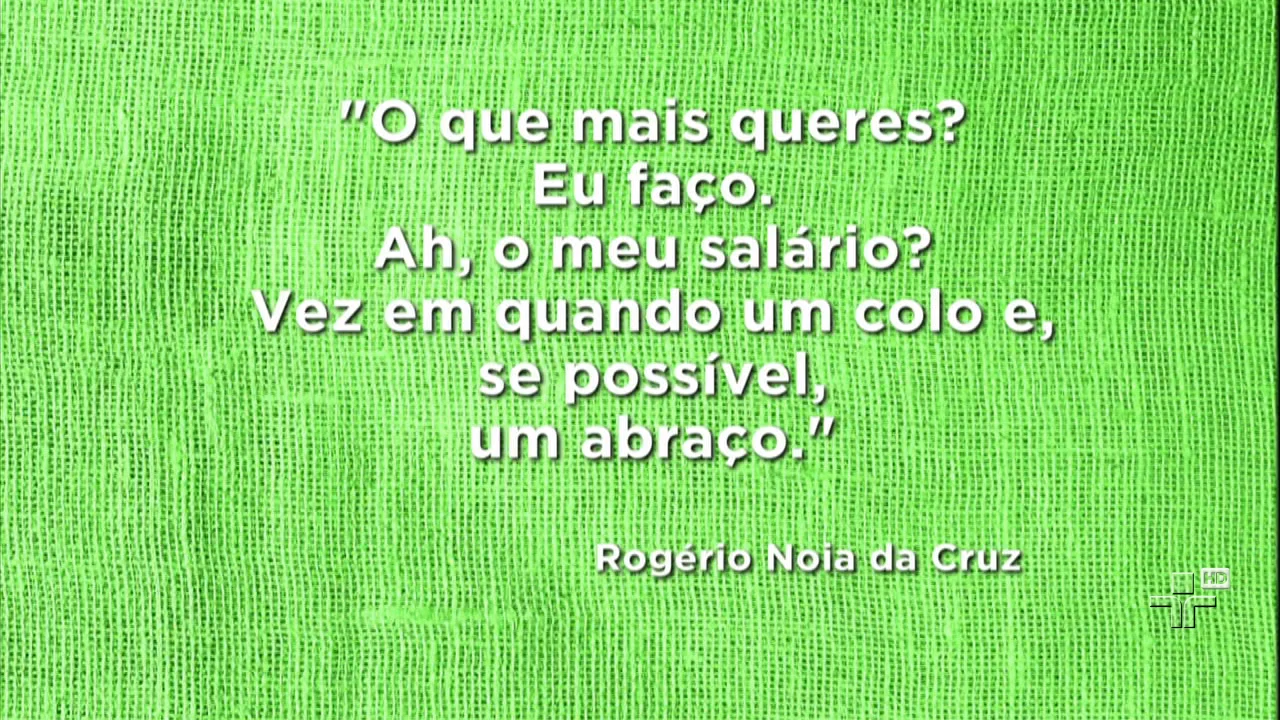 "O que mais queres?
Eu faço.
Ah, o meu salário?
Vez em quando um colo e,
se possível,
um abraço."
Rogério Noia da Cruz
HD